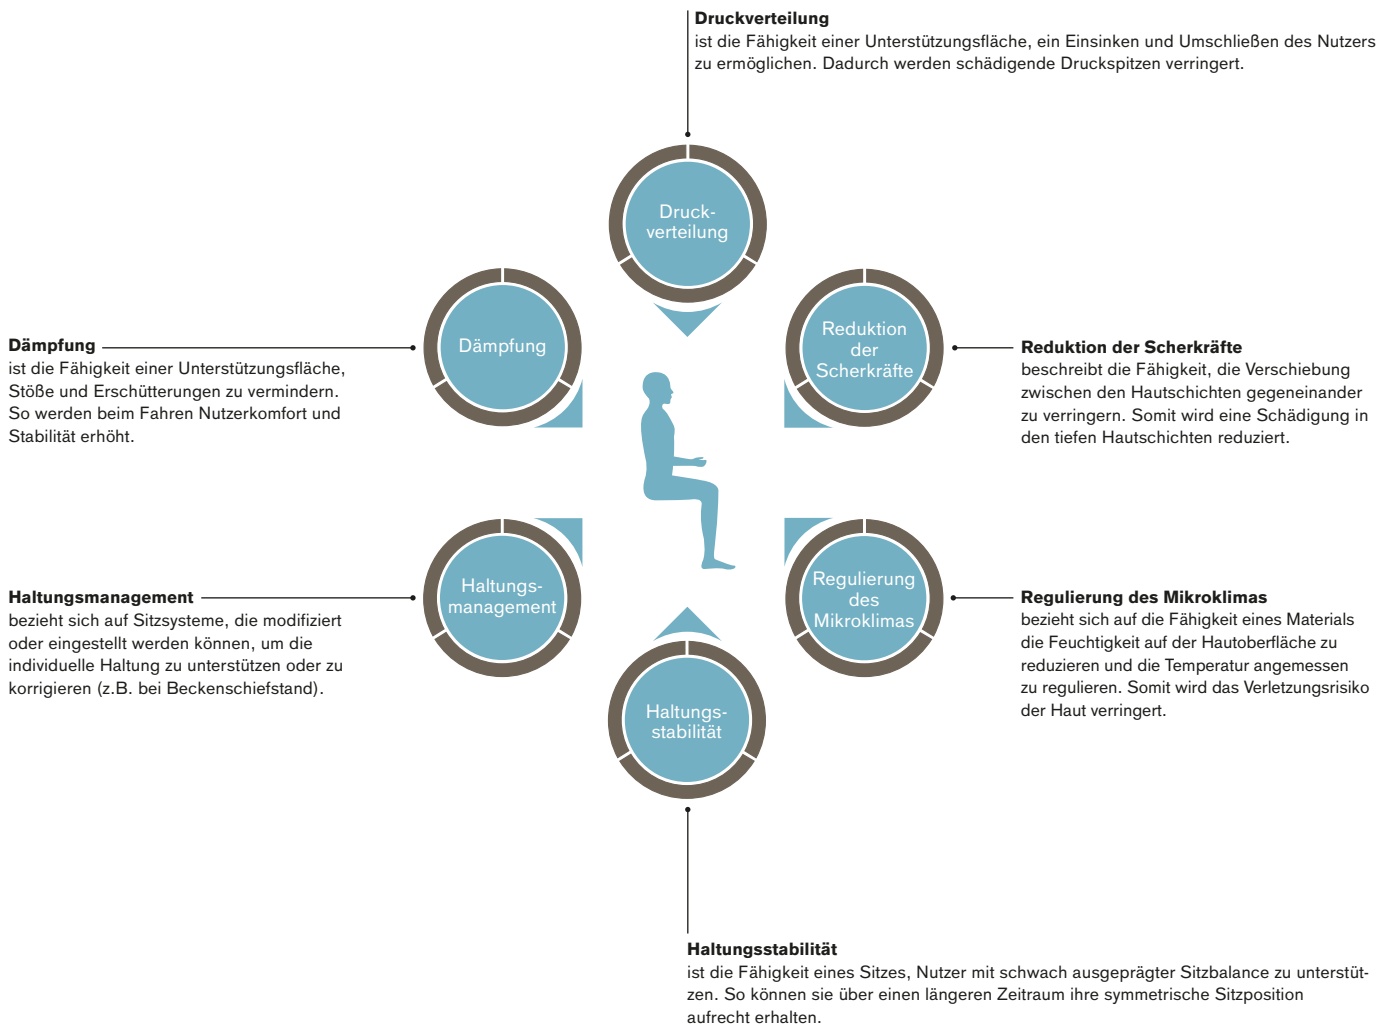 Druckverteilung
ist die Fähigkeit einer Unterstützungsfläche, ein Einsinken und Umschließen des Nutzers
zu ermöglichen. Dadurch werden schädigende Druckspitzen verringert.
Druck-
verteilung
Dämpfung
Reduktion
der
Scherkräfte
Dämpfung
ist die Fähigkeit einer Unterstützungsfläche,
Stöße und Erschütterungen zu vermindern.
So werden beim Fahren Nutzerkomfort und
Stabilität erhöht.
Reduktion der Scherkräfte
beschreibt die Fähigkeit, die Verschiebung
zwischen den Hautschichten gegeneinander
zu verringern. Somit wird eine Schädigung in
den tiefen Hautschichten reduziert.
Haltungs-
management
Regulierung
des
Mikroklimas
Haltungsmanagement
bezieht sich auf Sitzsysteme, die modifiziert
oder eingestellt werden können, um die
individuelle Haltung zu unterstützen oder zu
korrigieren (z.B. bei Beckenschiefstand).
Regulierung des Mikroklimas
bezieht sich auf die Fähigkeit eines Materials
die Feuchtigkeit auf der Hautoberfläche zu
reduzieren und die Temperatur angemessen
zu regulieren. Somit wird das Verletzungsrisiko
der Haut verringert.
Haltungs-
stabilität
Haltungsstabilität
ist die Fähigkeit eines Sitzes, Nutzer mit schwach ausgeprägter Sitzbalance zu unterstüt-
zen. So können sie über einen längeren Zeitraum ihre symmetrische Sitzposition
aufrecht erhalten.